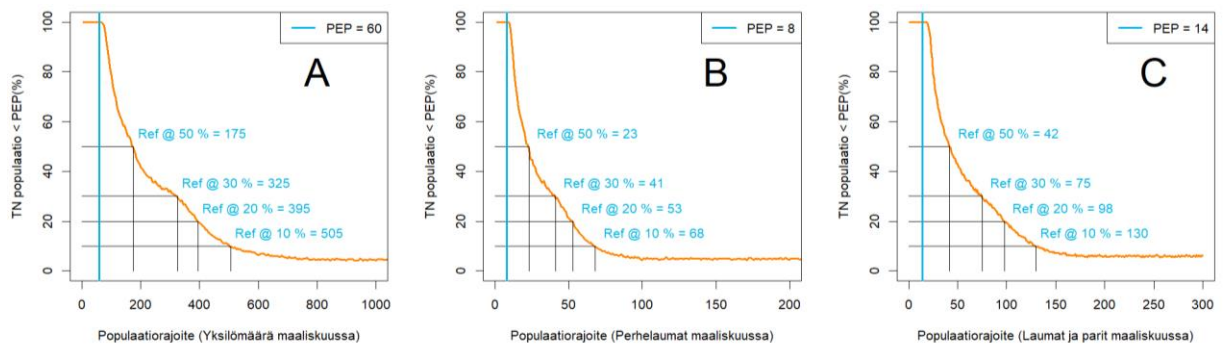 PEP = 60
A
Ref @ 50 % = 175
Ref @ 30 % = 325
Ref @ 20 % = 395
Ref @ 10 % = 505
TN populaatio < PEP(%)
0 20 40 60 80 100
0 200 400 600 800 1000
Populaatiorajoite (Yksilömäärä maaliskuussa)
PEP = 8
B
Ref @ 50 % = 23
Ref @ 30 % = 41
Ref @ 20 % = 53
Ref @ 10 % = 68
TN populaatio < PEP(%)
0 20 40 60 80 100
0 50 100 150 200
Populaatiorajoite (Perhelaumat maaliskuussa)
PEP = 14
C
Ref @ 50 % = 42
Ref @ 30 % = 75
Ref @ 20 % = 98
Ref @ 10 % = 130
TN populaatio < PEP(%)
0 20 40 60 80 100
0 50 100 150 200 250 300
Populaatiorajoite (Laumat ja parit maaliskuussa)